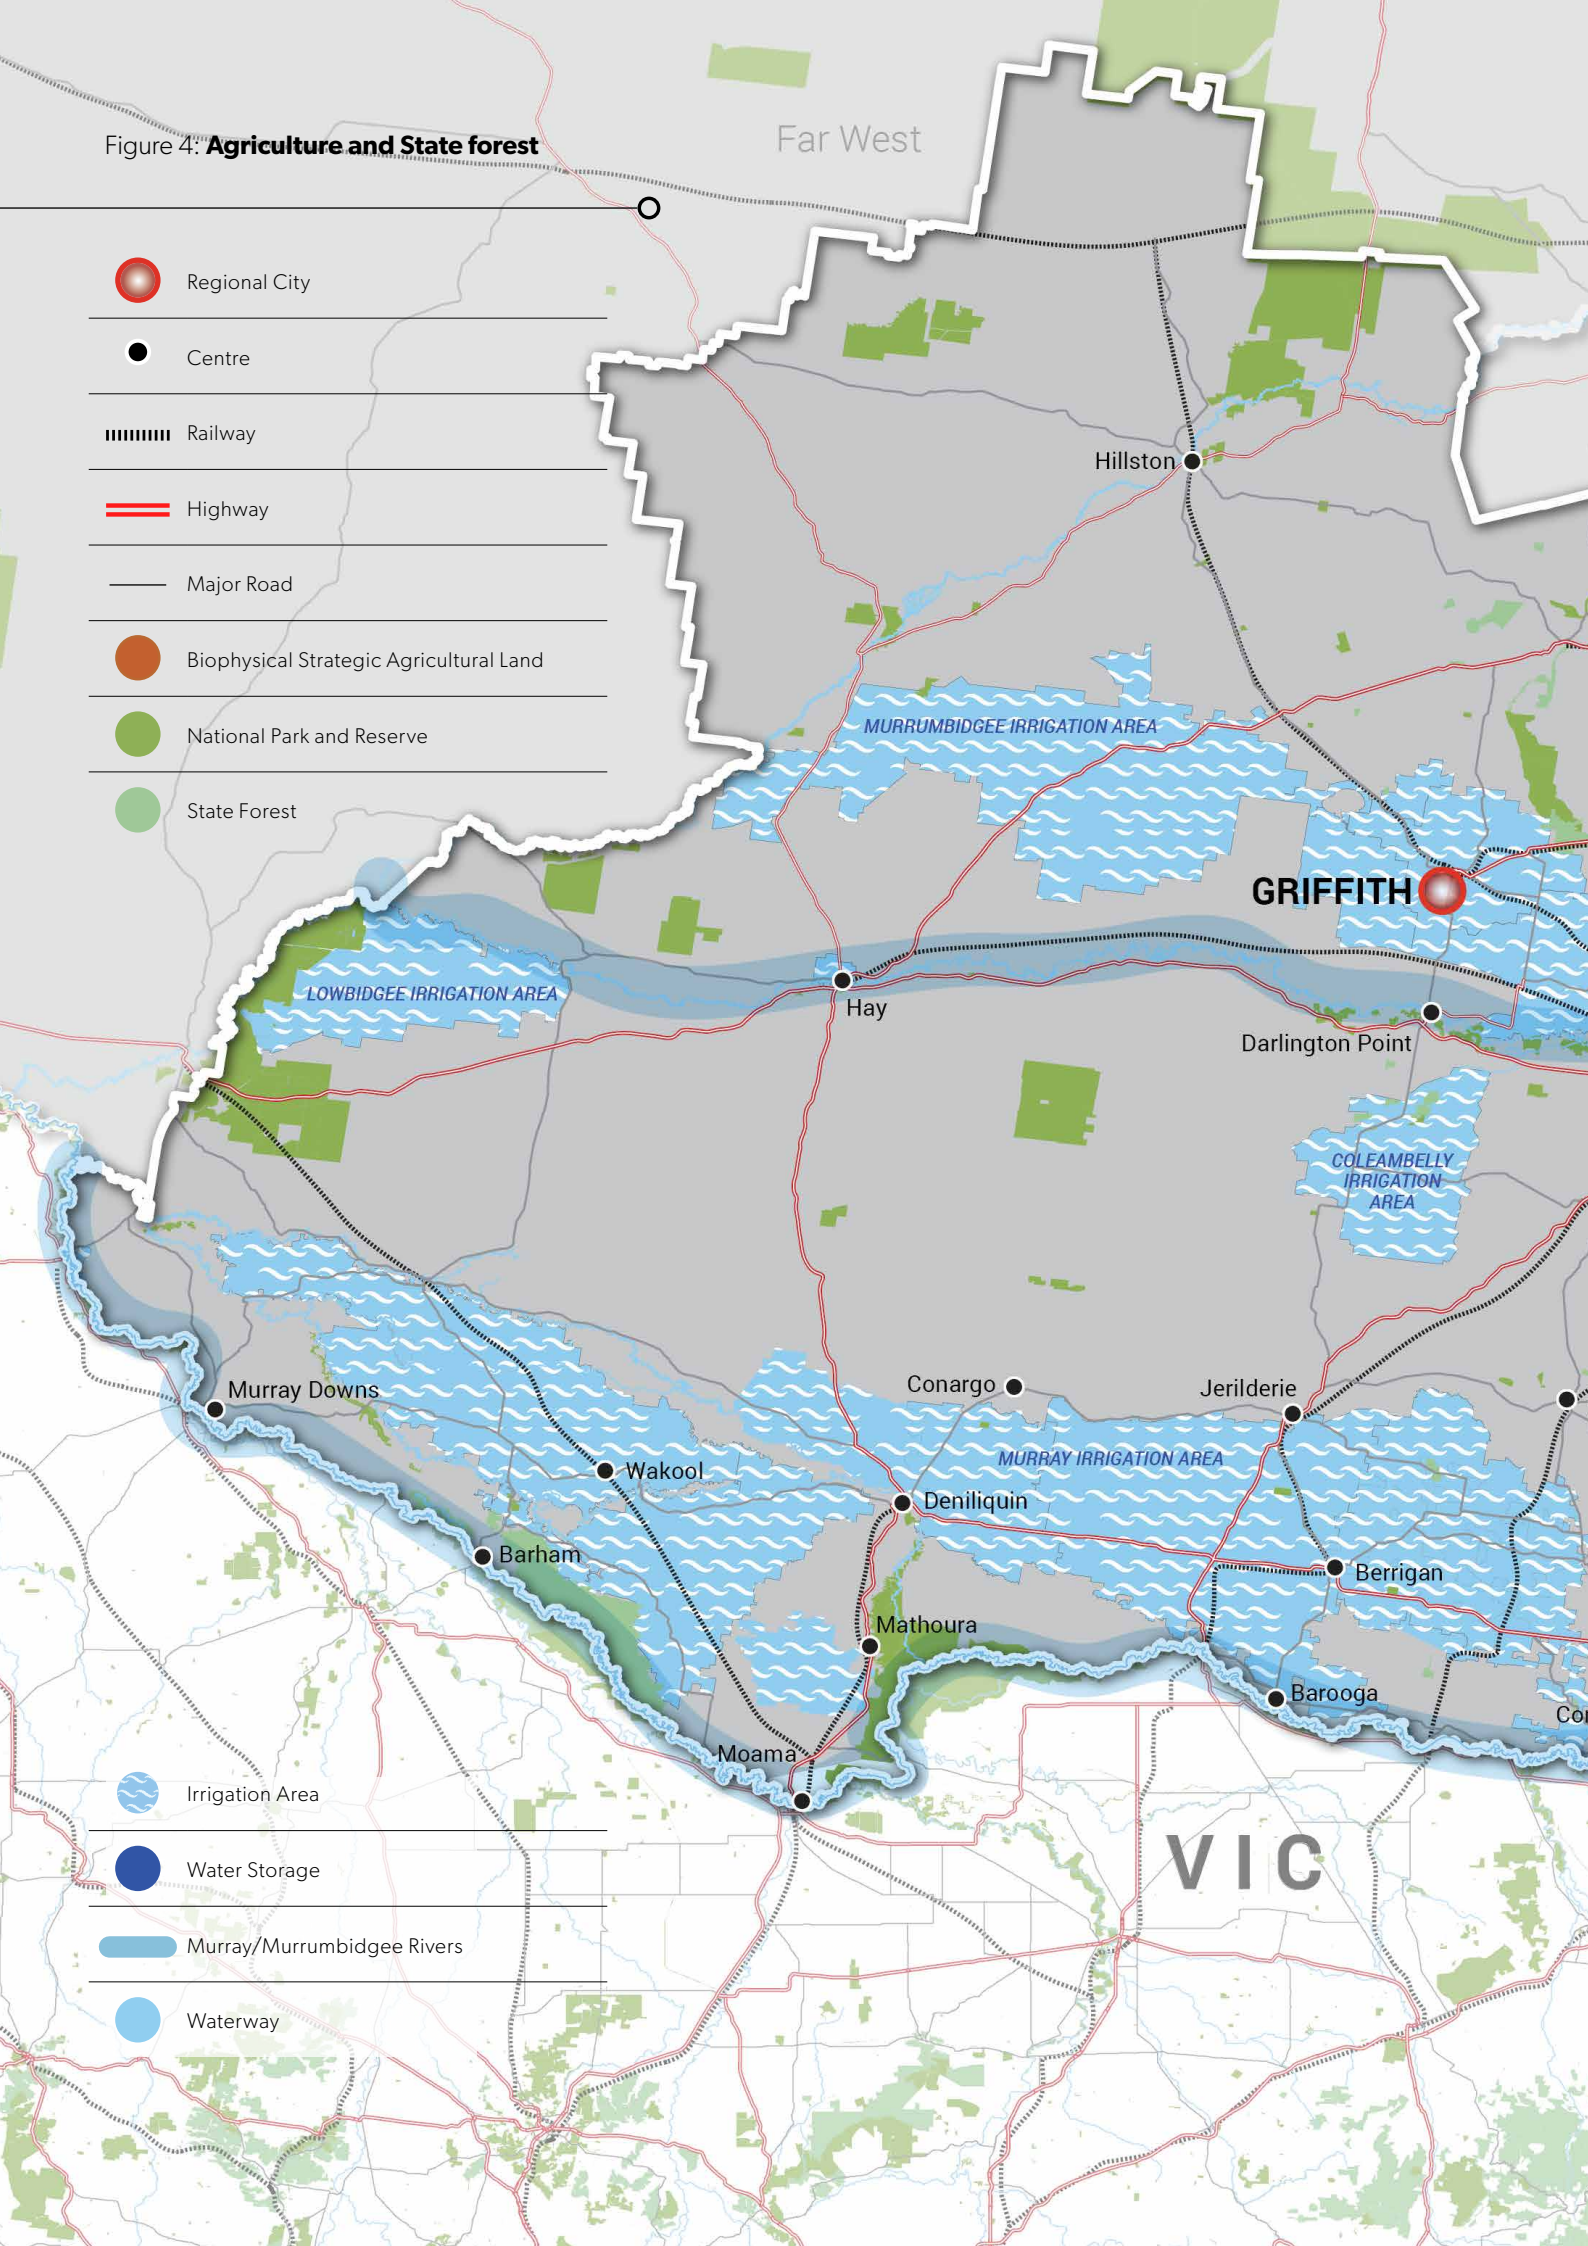 Figure 4: Agriculture and State forest
Far West
Regional City
Centre
Railway
Highway
Major Road
Biophysical Strategic Agricultural Land
National Park and Reserve
State Forest
Hillston
MURRUMBIDGEE IRRIGATION AREA
GRIFFITH
LOWBIDGEE IRRIGATION AREA
Hay
Darlington Point
COLEAMBELLY
IRRIGATION
AREA
Murray Downs
Conargo
Jerilderie
MURRAY IRRIGATION AREA
Wakool
Deniliquin
Barham
Berrigan
Mathoura
Barooga
Cor
Moama
VIC
Irrigation Area
Water Storage
Murray/Murrumbidgee Rivers
Waterway